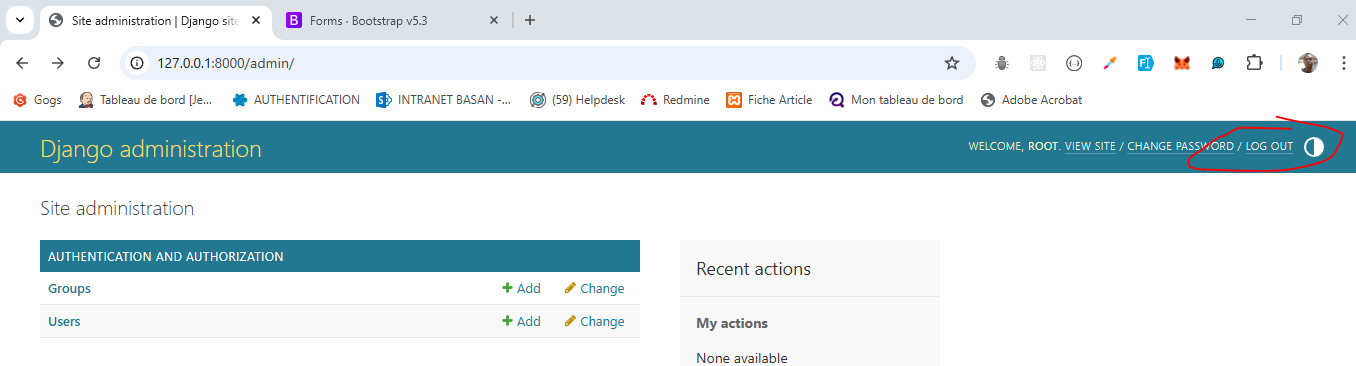 Site administration | Django site
Forms · Bootstrap v5.3
127.0.0.1:8000/admin/
Gogs
Tableau de bord [Je...
AUTHENTIFICATION
INTRANET BASAN -...
(59) Helpdesk
Redmine
Fiche Article
Mon tableau de bord
Adobe Acrobat
Django administration
WELCOME, ROOT. VIEW SITE / CHANGE PASSWORD / LOG OUT
Site administration
AUTHENTICATION AND AUTHORIZATION
Groups + Add Change
Users + Add Change
Recent actions
My actions
None available